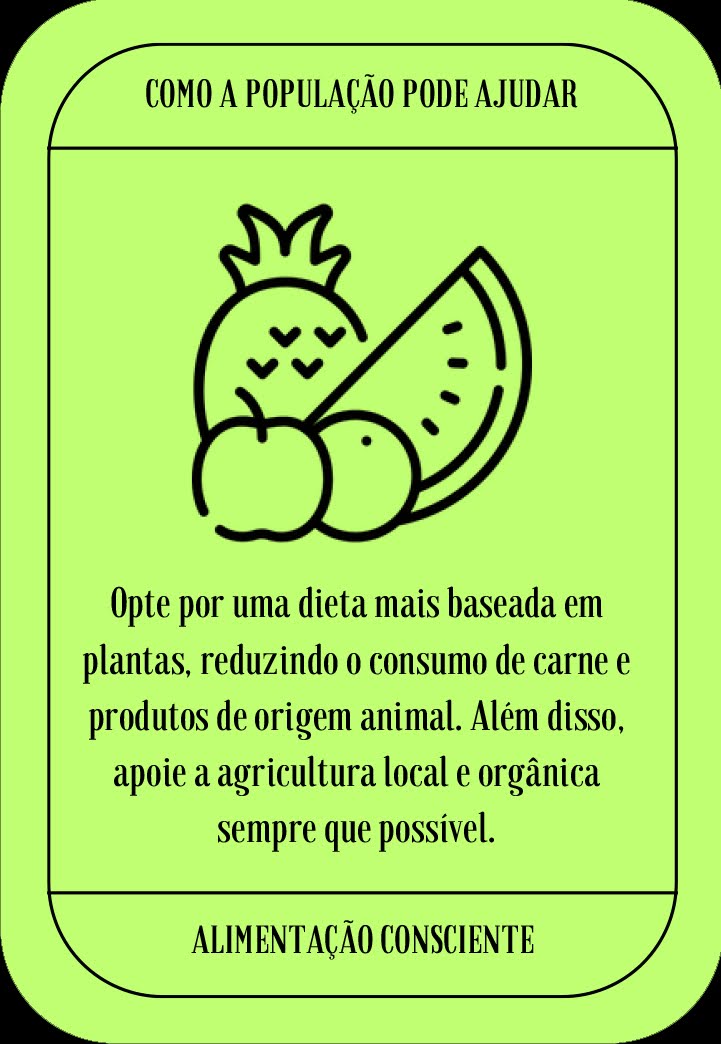 COMO A POPULAÇÃO PODE AJUDAR
Opte por uma dieta mais baseada em
plantas, reduzindo o consumo de carne e
produtos de origem animal. Além disso,
apoie a agricultura local e orgânica
sempre que possível.
ALIMENTAÇÃO CONSCIENTE